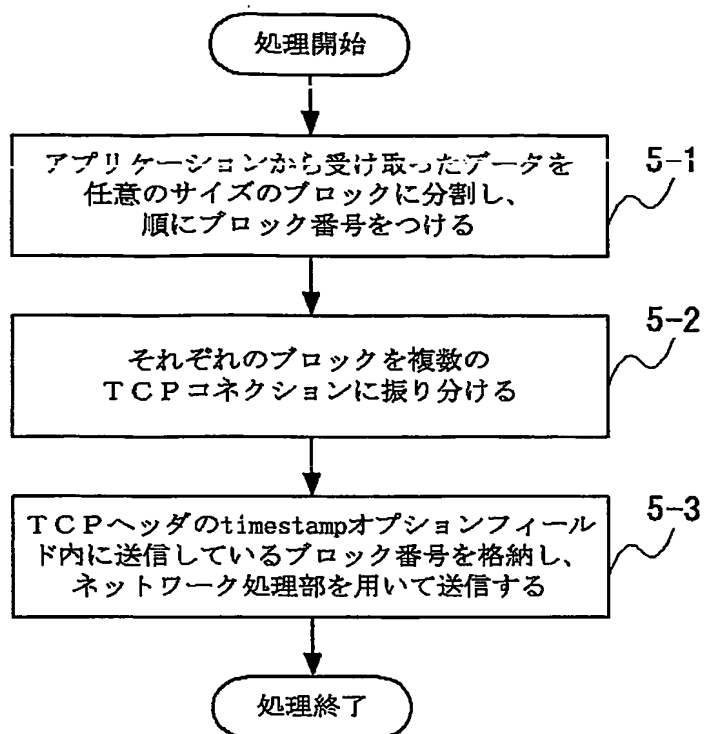 処理開始
アプリケーションから受け取ったデータを
任意のサイズのブロックに分割し、
順にブロック番号をつける
5-1
それぞれのブロックを複数の
TCPコネクションに振り分ける
5-2
TCPヘッダのtimestampオプションフィール
ド内に送信しているブロック番号を格納し、
ネットワーク処理部を用いて送信する
5-3
処理終了